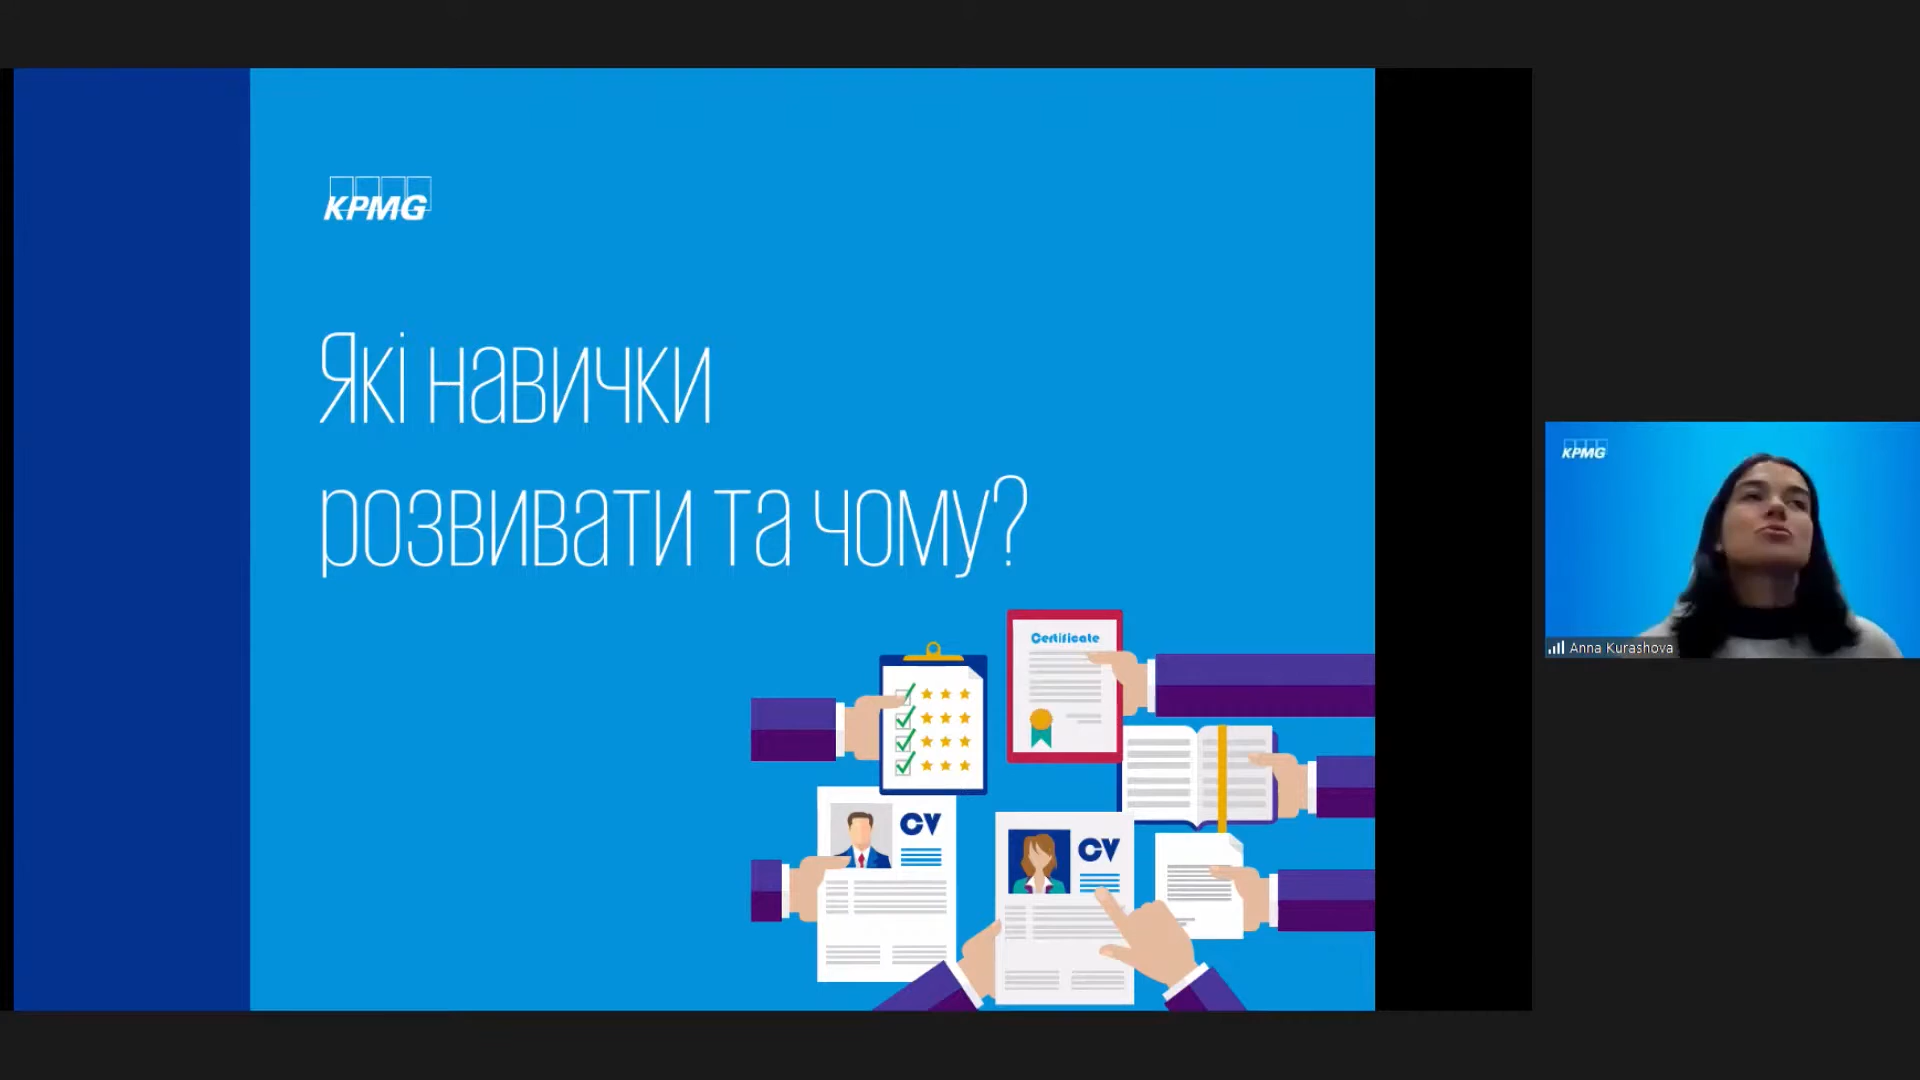 KPMG
Які навички
розвивати та чому?
Certificate
CV
CV
KPMG
Anna Kurashova